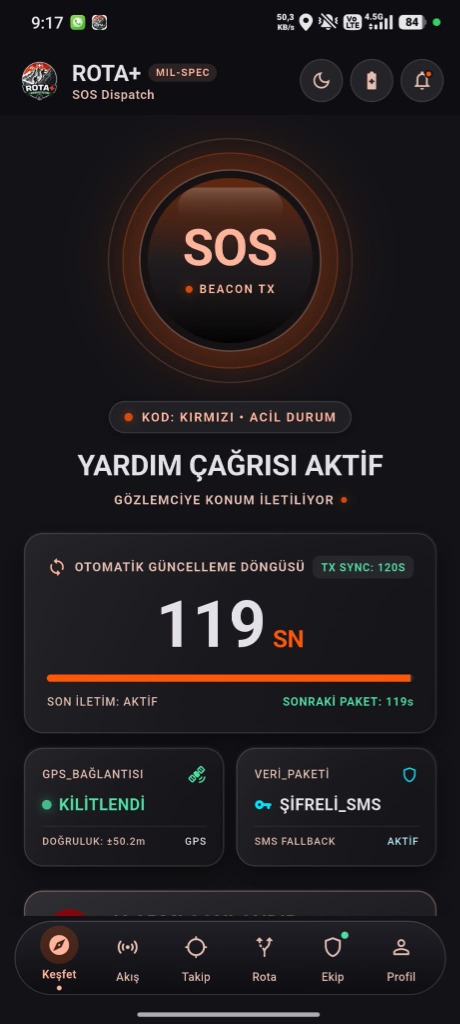 9:17
50,3 KB/s
Vo LTE
4.5G
84
ROTA+
ROTA+ MIL-SPEC
SOS Dispatch
SOS
BEACON TX
KOD: KIRMIZI • ACİL DURUM
YARDIM ÇAĞRISI AKTİF
GÖZLEMCİYE KONUM İLETİLİYOR
OTOMATİK GÜNCELLEME DÖNGÜSÜ TX SYNC: 120S
119 SN
SON İLETİM: AKTİF SONRAKİ PAKET: 119s
GPS_BAĞLANTISI
KİLİTLENDİ
DOĞRULUK: ±50.2m GPS
VERİ_PAKETİ
ŞİFRELİ_SMS
SMS FALLBACK AKTİF
Keşfet Akış Takip Rota Ekip Profil